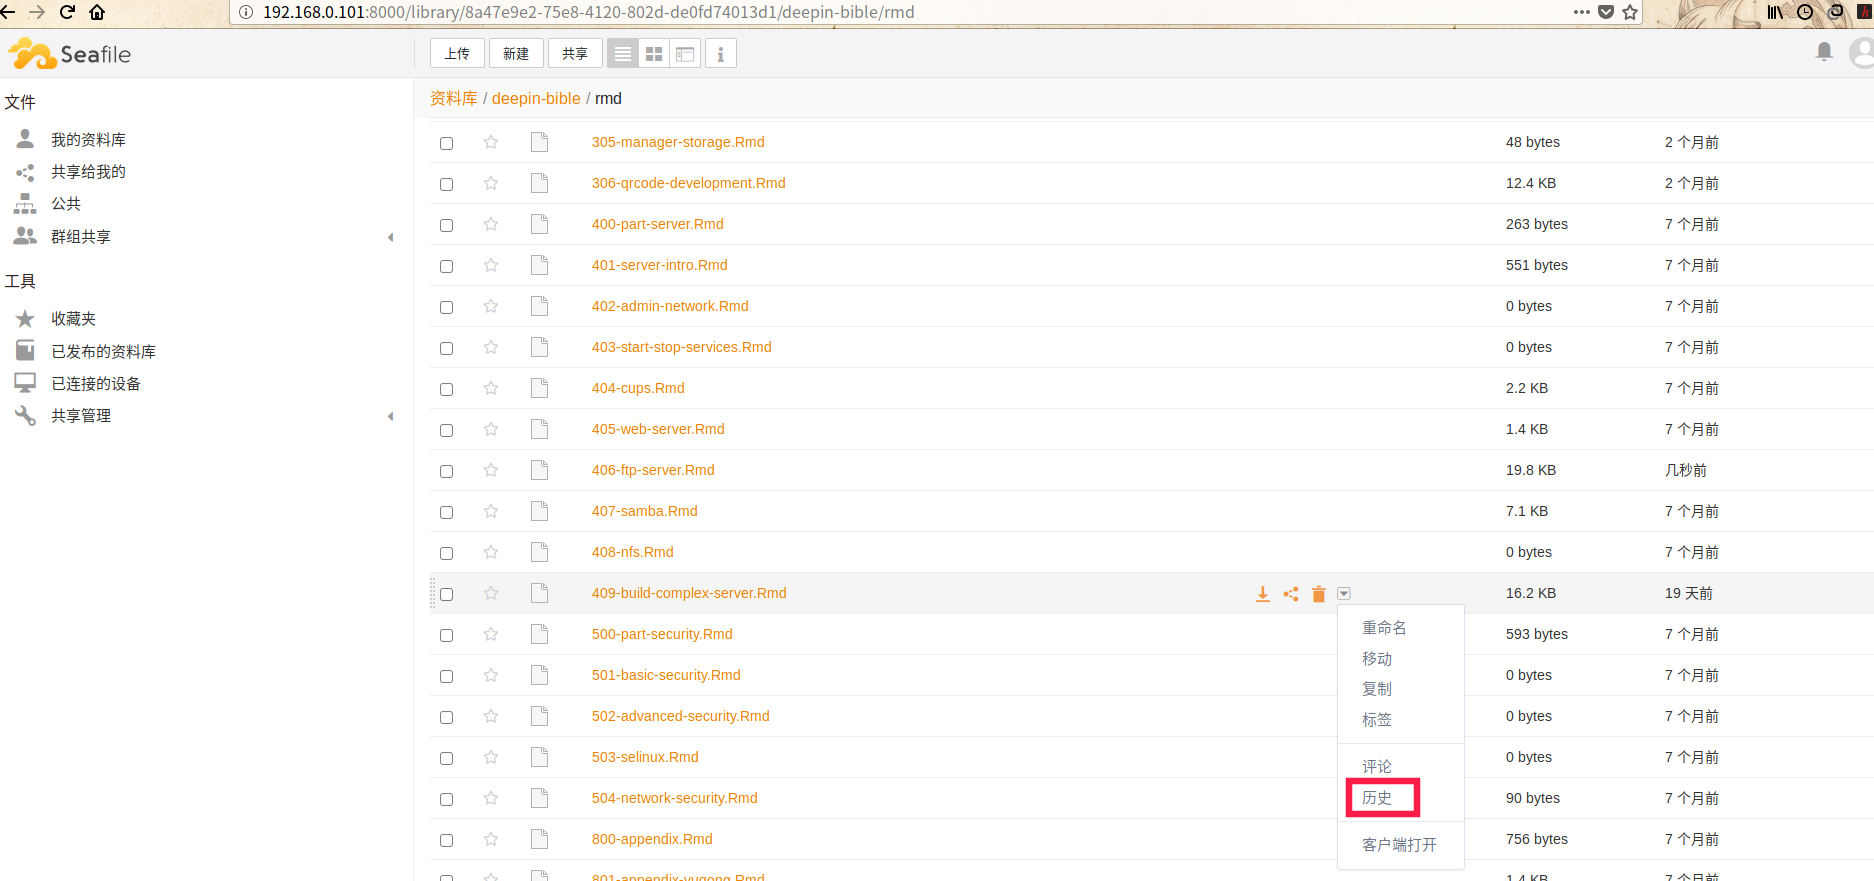 192.168.0.101:8000/library/8a47e9e2-75e8-4120-802d-de0fd74013d1/deepin-bible/rmd
Seafile
上传 新建 共享
文件
我的资料库
共享给我的
公共
群组共享
工具
收藏夹
已发布的资料库
已连接的设备
共享管理
资料库 / deepin-bible / rmd
305-manager-storage.Rmd 48 bytes 2 个月前
306-qrcode-development.Rmd 12.4 KB 2 个月前
400-part-server.Rmd 263 bytes 7 个月前
401-server-intro.Rmd 551 bytes 7 个月前
402-admin-network.Rmd 0 bytes 7 个月前
403-start-stop-services.Rmd 0 bytes 7 个月前
404-cups.Rmd 2.2 KB 7 个月前
405-web-server.Rmd 1.4 KB 7 个月前
406-ftp-server.Rmd 19.8 KB 几秒前
407-samba.Rmd 7.1 KB 7 个月前
408-nfs.Rmd 0 bytes 7 个月前
409-build-complex-server.Rmd 16.2 KB 19 天前
500-part-security.Rmd 593 bytes 7 个月前
501-basic-security.Rmd 0 bytes 7 个月前
502-advanced-security.Rmd 0 bytes 7 个月前
503-selinux.Rmd 0 bytes 7 个月前
504-network-security.Rmd 90 bytes 7 个月前
800-appendix.Rmd 756 bytes 7 个月前
801-appendix-yugong.Rmd 1.4 KB 7 个月前
重命名
移动
复制
标签
评论
历史
客户端打开